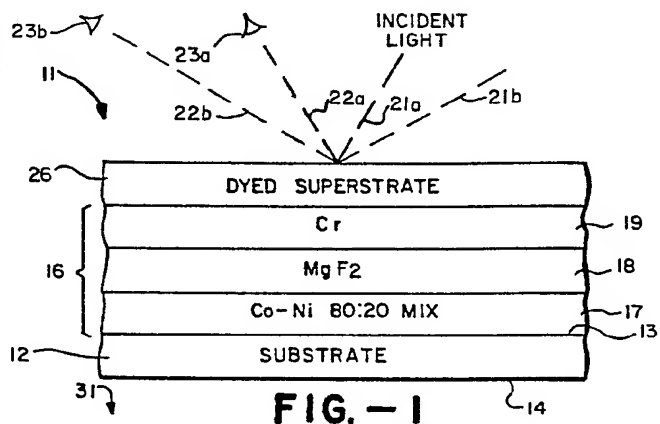 23b
23a
INCIDENT
LIGHT
11
22b
22a
21a
21b
26
DYED SUPERSTRATE
Cr
19
16
MgF2
18
Co-Ni 80:20 MIX
17
13
12
SUBSTRATE
31
14
FIG.-1